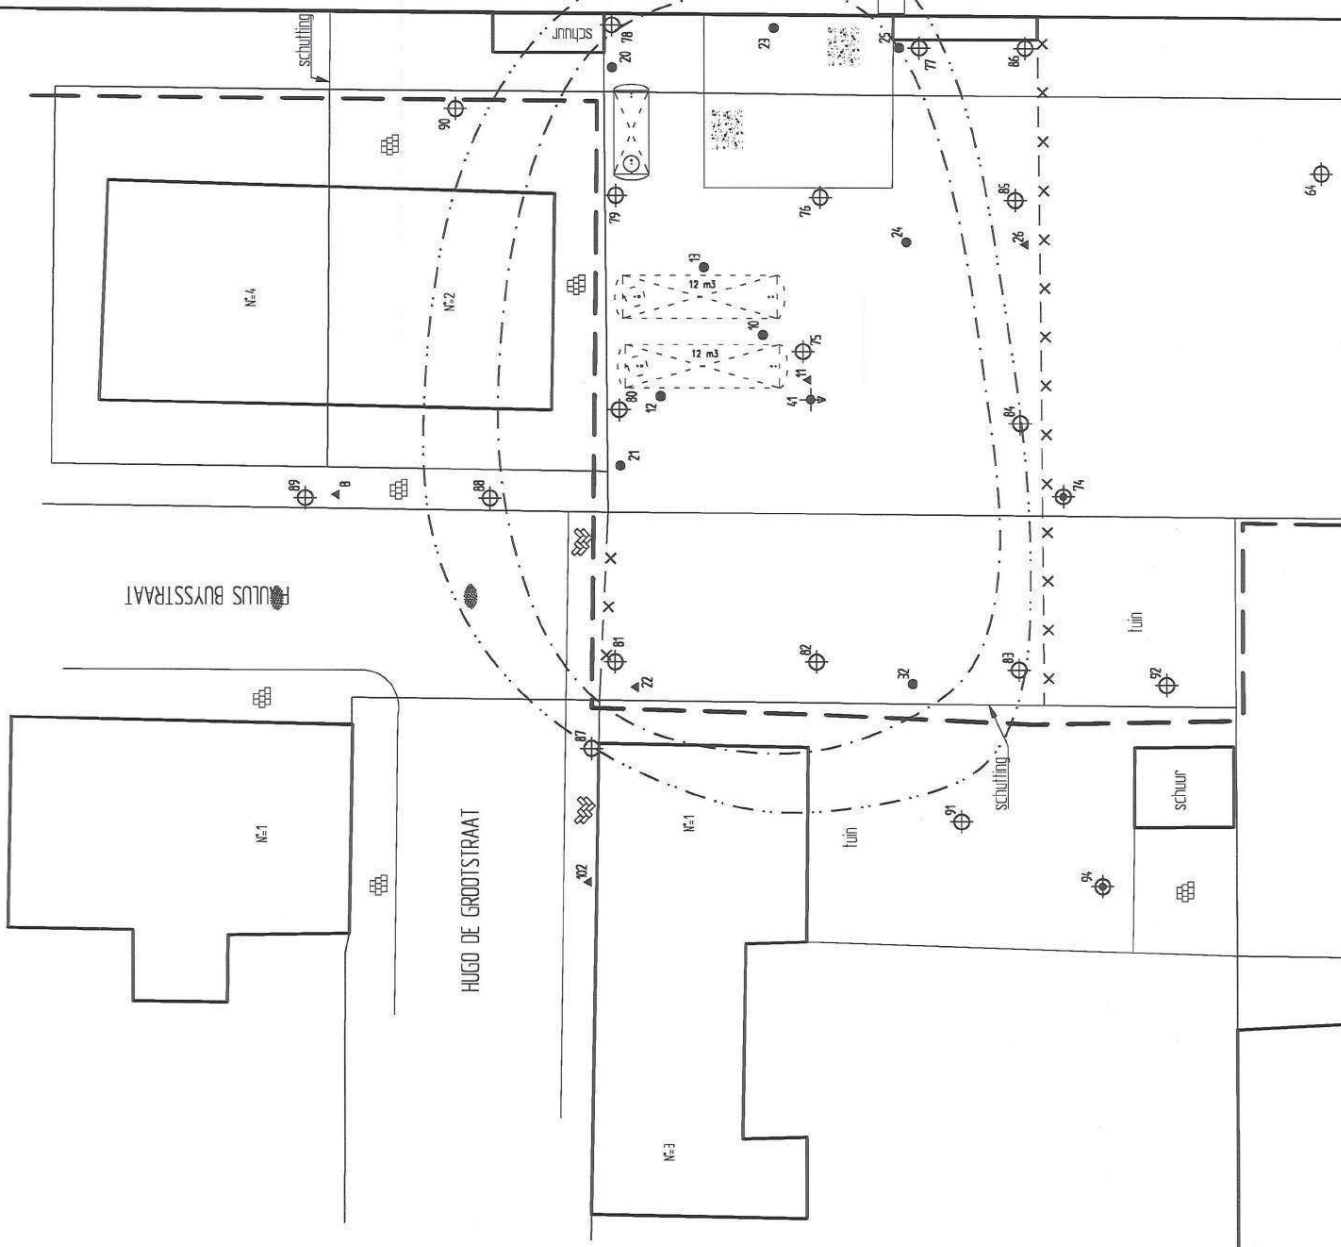 schutting
schuur
78
20
23
25
77
86
90
79
76
85
26
64
24
13
12 m3
N=4
N=2
10
75
12 m3
11
41
80
12
84
21
89
8
88
74
PAULUS BUYSSTRAAT
tuin
81
82
83
22
32
92
87
schutting
schuur
91
N=1
N=1
tuin
HUGO DE GROOTSTRAAT
102
94
N=3